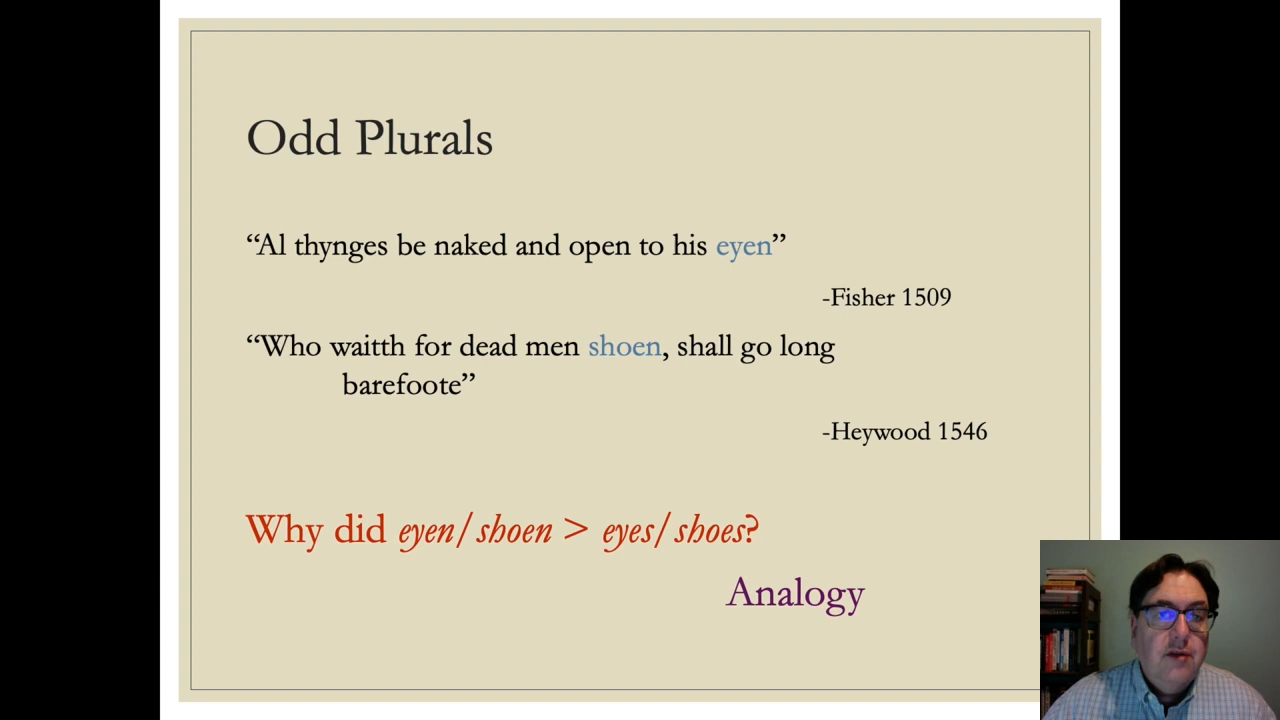 Odd Plurals
“Al thynges be naked and open to his eyen”
-Fisher 1509
“Who waitth for dead men shoen, shall go long
barefoote”
-Heywood 1546
Why did eyen/shoen > eyes/shoes?
Analogy